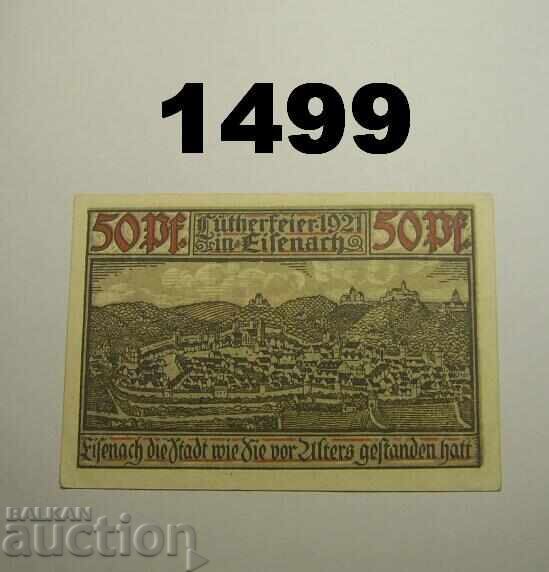 1499
50 Pf. Lutherfeier·1921 50 Pf.
in Eisenach
Eisenach die Stadt wie Sie vor Alters gestanden hatt
BALKAN
auction